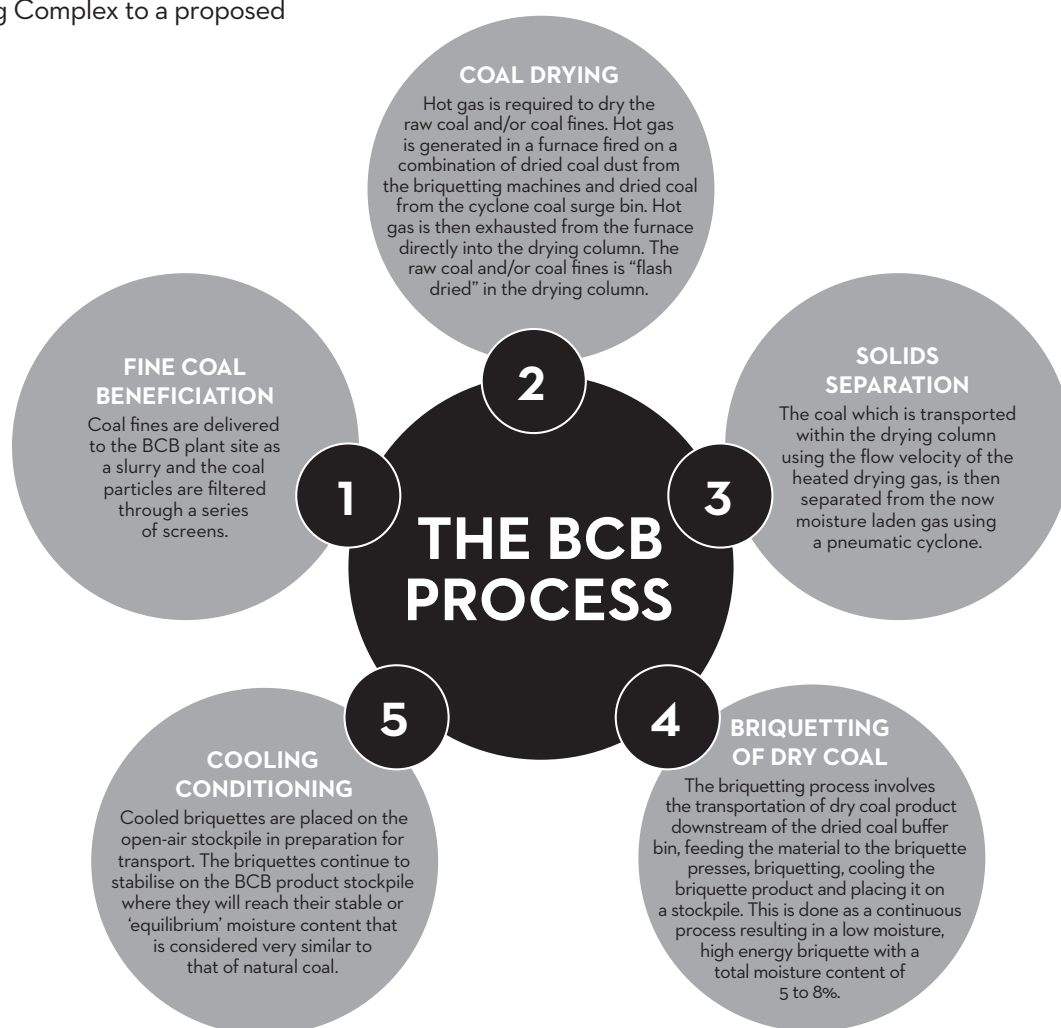 g Complex to a proposed
THE BCB
PROCESS
1
FINE COAL
BENEFICIATION
Coal fines are delivered
to the BCB plant site as
a slurry and the coal
particles are filtered
through a series
of screens.
2
COAL DRYING
Hot gas is required to dry the
raw coal and/or coal fines. Hot gas
is generated in a furnace fired on a
combination of dried coal dust from
the briquetting machines and dried coal
from the cyclone coal surge bin. Hot
gas is then exhausted from the furnace
directly into the drying column. The
raw coal and/or coal fines is “flash
dried” in the drying column.
3
SOLIDS
SEPARATION
The coal which is transported
within the drying column
using the flow velocity of the
heated drying gas, is then
separated from the now
moisture laden gas using
a pneumatic cyclone.
4
BRIQUETTING
OF DRY COAL
The briquetting process involves
the transportation of dry coal product
downstream of the dried coal buffer
bin, feeding the material to the briquette
presses, briquetting, cooling the
briquette product and placing it on
a stockpile. This is done as a continuous
process resulting in a low moisture,
high energy briquette with a
total moisture content of
5 to 8%.
5
COOLING
CONDITIONING
Cooled briquettes are placed on the
open-air stockpile in preparation for
transport. The briquettes continue to
stabilise on the BCB product stockpile
where they will reach their stable or
‘equilibrium’ moisture content that
is considered very similar to
that of natural coal.